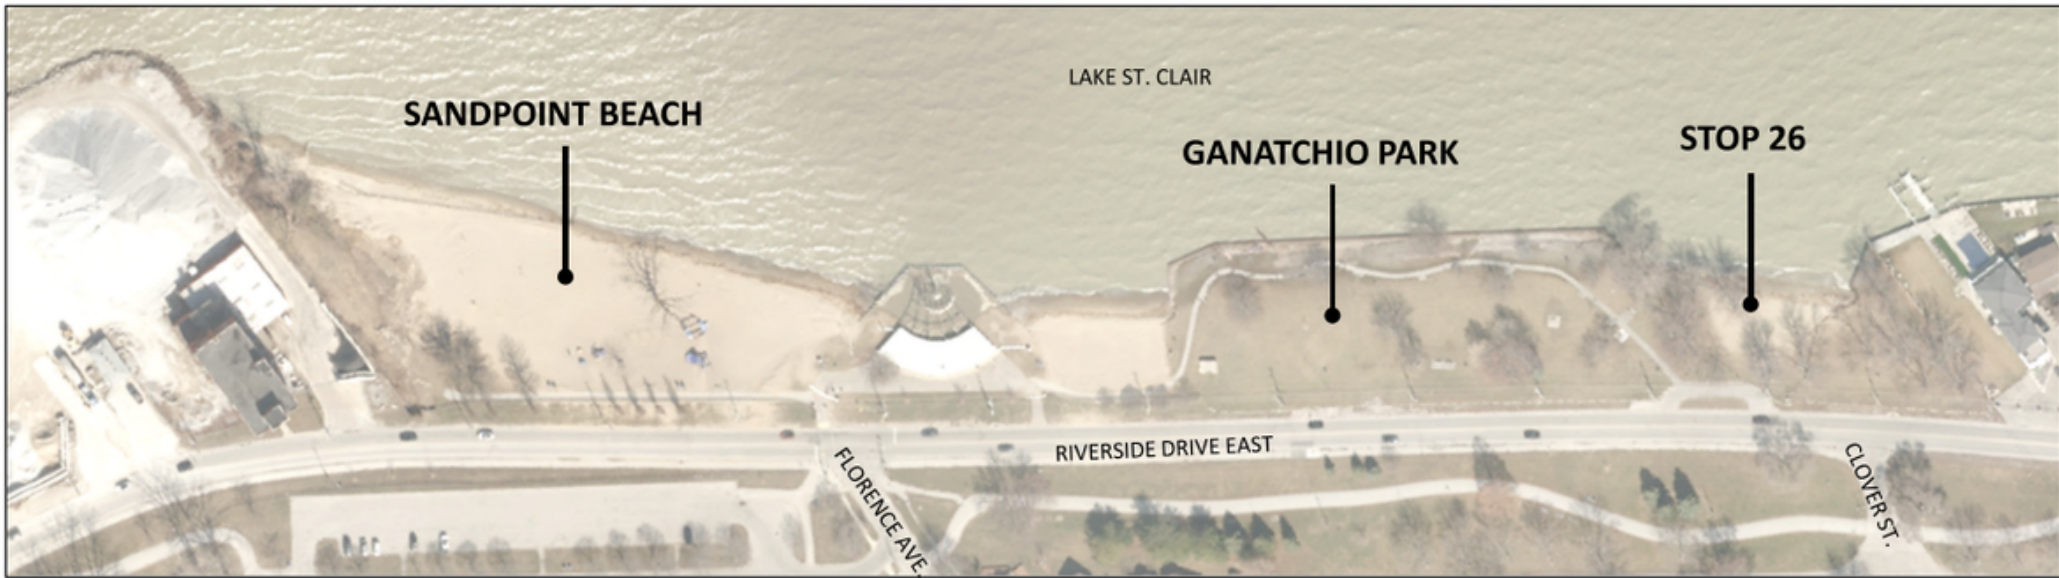 LAKE ST. CLAIR
SANDPOINT BEACH
GANATCHIO PARK
STOP 26
RIVERSIDE DRIVE EAST
FLORENCE AVE.
CLOVER ST.